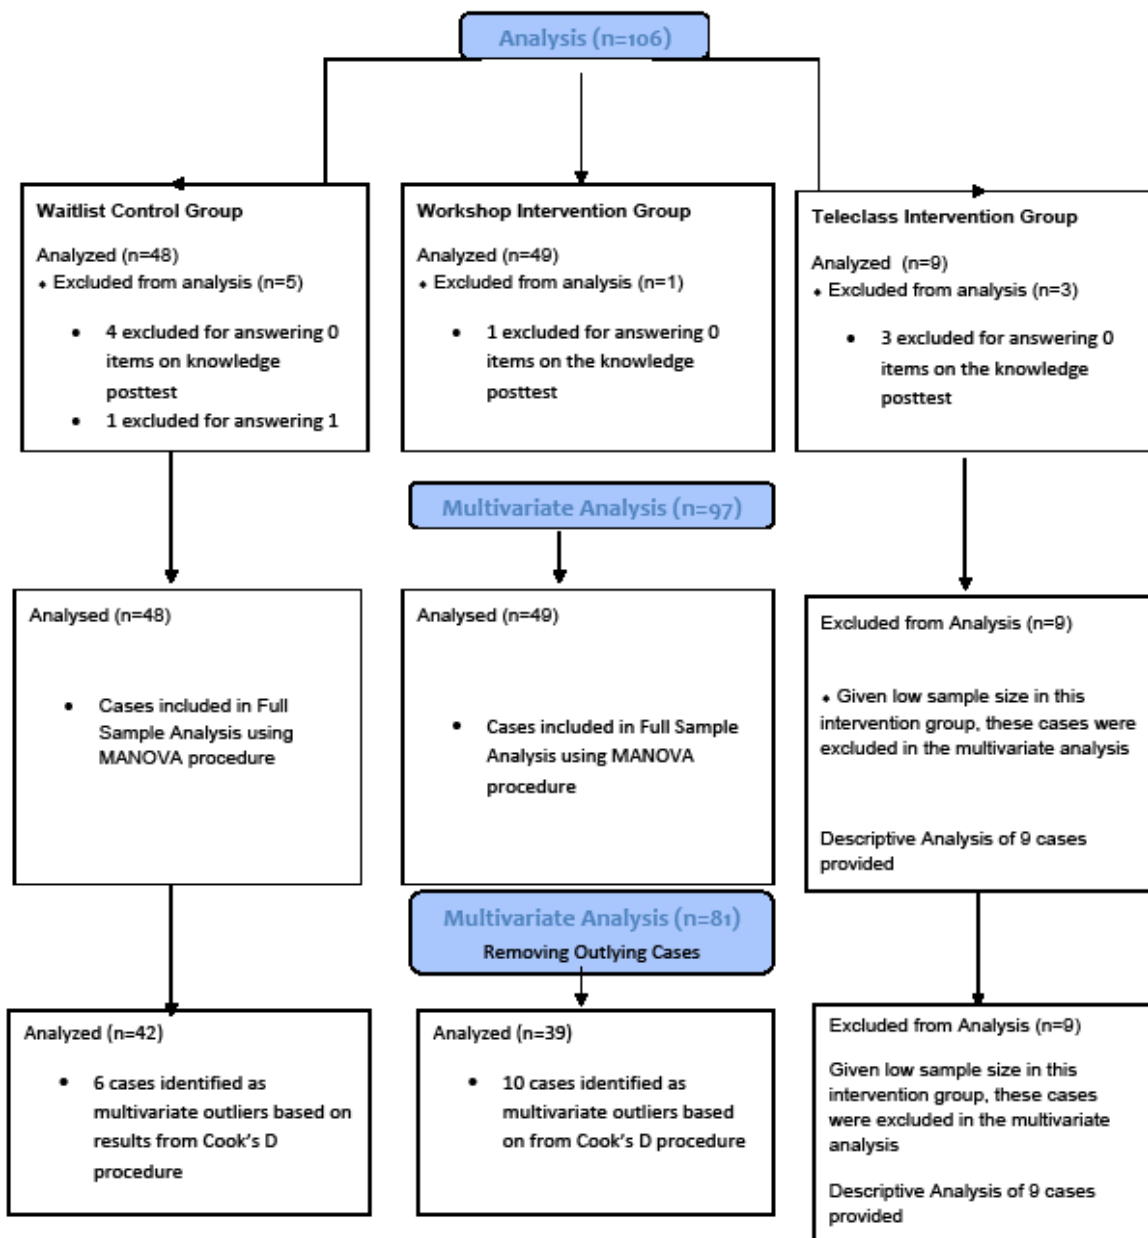 Analysis (n=106)
Waitlist Control Group
Analyzed (n=48)
⬩ Excluded from analysis (n=5)
• 4 excluded for answering 0
items on knowledge
posttest
• 1 excluded for answering 1
Workshop Intervention Group
Analyzed (n=49)
⬩ Excluded from analysis (n=1)
• 1 excluded for answering 0
items on the knowledge
posttest
Teleclass Intervention Group
Analyzed (n=9)
⬩ Excluded from analysis (n=3)
• 3 excluded for answering 0
items on the knowledge
posttest
Multivariate Analysis (n=97)
Analysed (n=48)
• Cases included in Full
Sample Analysis using
MANOVA procedure
Analysed (n=49)
• Cases included in Full Sample
Analysis using MANOVA
procedure
Excluded from Analysis (n=9)
⬩ Given low sample size in this
intervention group, these cases were
excluded in the multivariate analysis
Descriptive Analysis of 9 cases
provided
Multivariate Analysis (n=81)
Removing Outlying Cases
Analyzed (n=42)
• 6 cases identified as
multivariate outliers based on
results from Cook's D
procedure
Analyzed (n=39)
• 10 cases identified as
multivariate outliers based
on from Cook's D procedure
Excluded from Analysis (n=9)
Given low sample size in this
intervention group, these cases
were excluded in the multivariate
analysis
Descriptive Analysis of 9 cases
provided